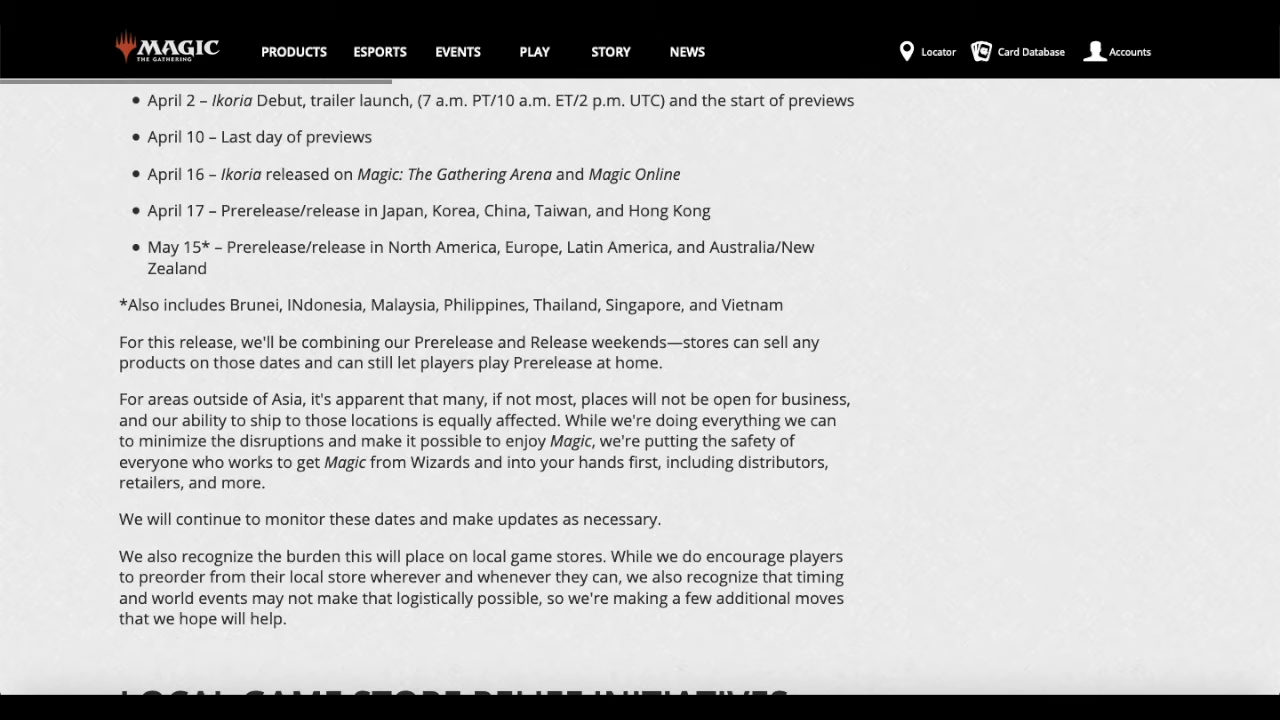 MAGIC
THE GATHERING
PRODUCTS ESPORTS EVENTS PLAY STORY NEWS Locator Card Database Accounts
• April 2 – Ikoria Debut, trailer launch, (7 a.m. PT/10 a.m. ET/2 p.m. UTC) and the start of previews
• April 10 – Last day of previews
• April 16 – Ikoria released on Magic: The Gathering Arena and Magic Online
• April 17 – Prerelease/release in Japan, Korea, China, Taiwan, and Hong Kong
• May 15* – Prerelease/release in North America, Europe, Latin America, and Australia/New
Zealand
*Also includes Brunei, INdonesia, Malaysia, Philippines, Thailand, Singapore, and Vietnam
For this release, we'll be combining our Prerelease and Release weekends—stores can sell any
products on those dates and can still let players play Prerelease at home.
For areas outside of Asia, it's apparent that many, if not most, places will not be open for business,
and our ability to ship to those locations is equally affected. While we're doing everything we can
to minimize the disruptions and make it possible to enjoy Magic, we're putting the safety of
everyone who works to get Magic from Wizards and into your hands first, including distributors,
retailers, and more.
We will continue to monitor these dates and make updates as necessary.
We also recognize the burden this will place on local game stores. While we do encourage players
to preorder from their local store wherever and whenever they can, we also recognize that timing
and world events may not make that logistically possible, so we're making a few additional moves
that we hope will help.
LOCAL GAME STORE RELIEF INITIATIVES